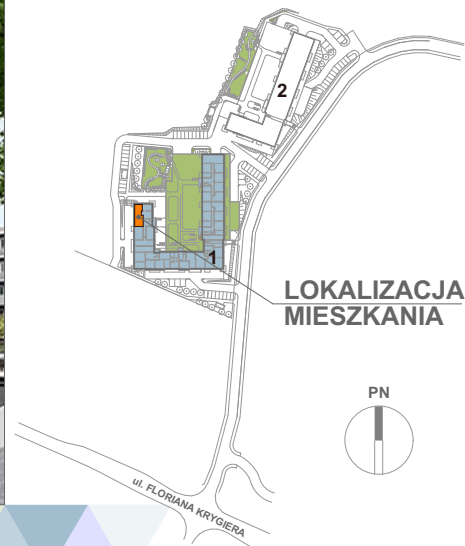 2
1
LOKALIZACJA
MIESZKANIA
PN
ul. FLORIANA KRYGIERA